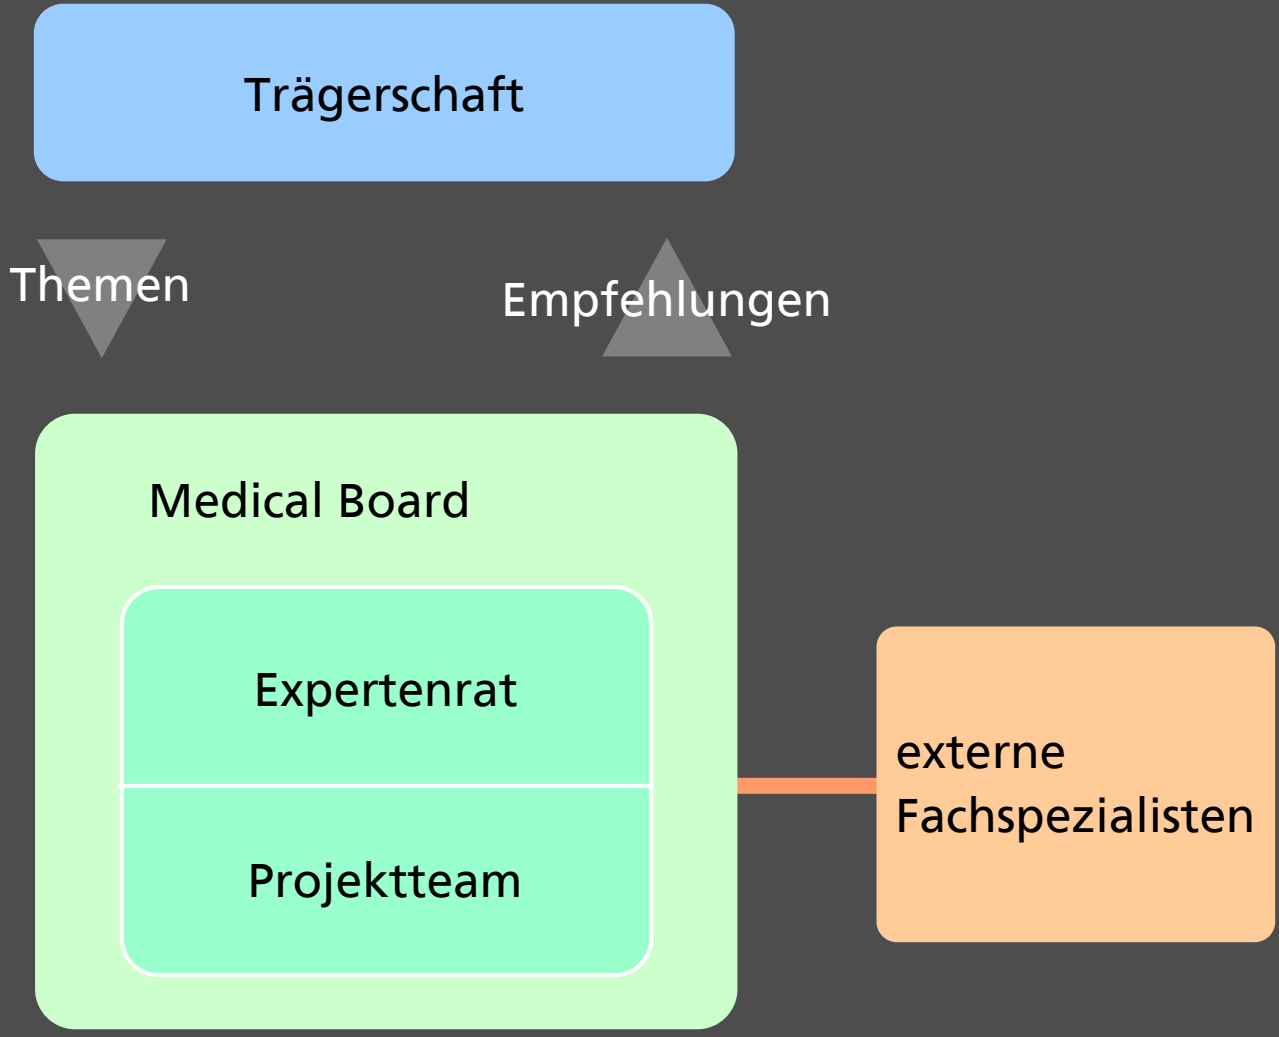 Trägerschaft
Themen
Empfehlungen
Medical Board
Expertenrat
Projektteam
externe
Fachspezialisten